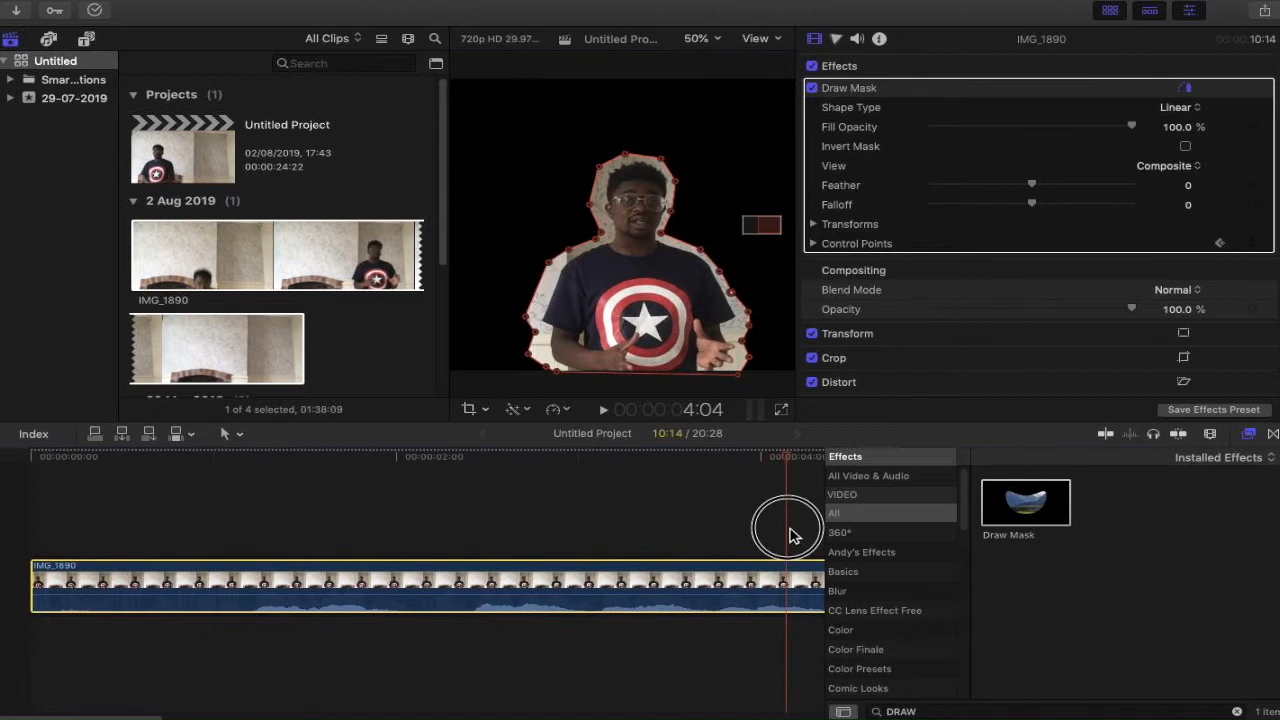 All Clips
720p HD 29.97...
Untitled Pro...
50%
View
IMG_1890
10:14
Untitled
Smar...tions
29-07-2019
Search
Projects (1)
Untitled Project
02/08/2019, 17:43
00:00:24:22
2 Aug 2019 (1)
IMG_1890
1 of 4 selected, 01:38:09
4:04
Effects
Draw Mask
Shape Type Linear
Fill Opacity 100.0 %
Invert Mask
View Composite
Feather 0
Falloff 0
Transforms
Control Points
Compositing
Blend Mode Normal
Opacity 100.0 %
Transform
Crop
Distort
Save Effects Preset
Index
Untitled Project
10:14 / 20:28
00:00:00:00
00:00:02:00
IMG_1890
Effects
Installed Effects
All Video & Audio
VIDEO
All
360°
Andy's Effects
Basics
Blur
CC Lens Effect Free
Color
Color Finale
Color Presets
Comic Looks
Draw Mask
DRAW